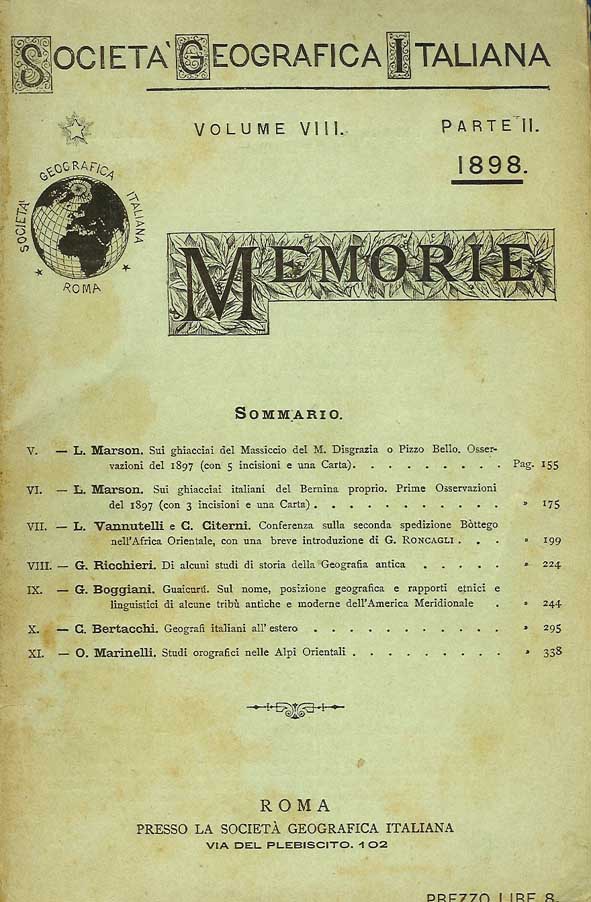 SOCIETA' GEOGRAFICA ITALIANA
VOLUME VIII. PARTE II.
1898.
SOCIETA' GEOGRAFICA ITALIANA
ROMA
MEMORIE
SOMMARIO.
V. — L. Marson. Sui ghiacciai del Massiccio del M. Disgrazia o Pizzo Bello. Osser-
vazioni del 1897 (con 5 incisioni e una Carta). . . . . . . . . Pag. 155
VI. — L. Marson. Sui ghiacciai italiani del Bernina proprio. Prime Osservazioni
del 1897 (con 3 incisioni e una Carta) . . . . . . . . . . . » 175
VII. — L. Vannutelli e C. Citerni. Conferenza sulla seconda spedizione Bòttego
nell'Africa Orientale, con una breve introduzione di G. RONCAGLI . . . » 199
VIII. — G. Ricchieri. Di alcuni studi di storia della Geografia antica . . . . . » 224
IX. — G. Boggiani. Guaicurú. Sul nome, posizione geografica e rapporti etnici e
linguistici di alcune tribù antiche e moderne dell'America Meridionale . » 244
X. — C. Bertacchi. Geografi italiani all'estero . . . . . . . . . . . » 295
XI. — O. Marinelli. Studi orografici nelle Alpi Orientali . . . . . . . . . » 338
ROMA
PRESSO LA SOCIETÀ GEOGRAFICA ITALIANA
VIA DEL PLEBISCITO. 102
PREZZO LIRE 8.